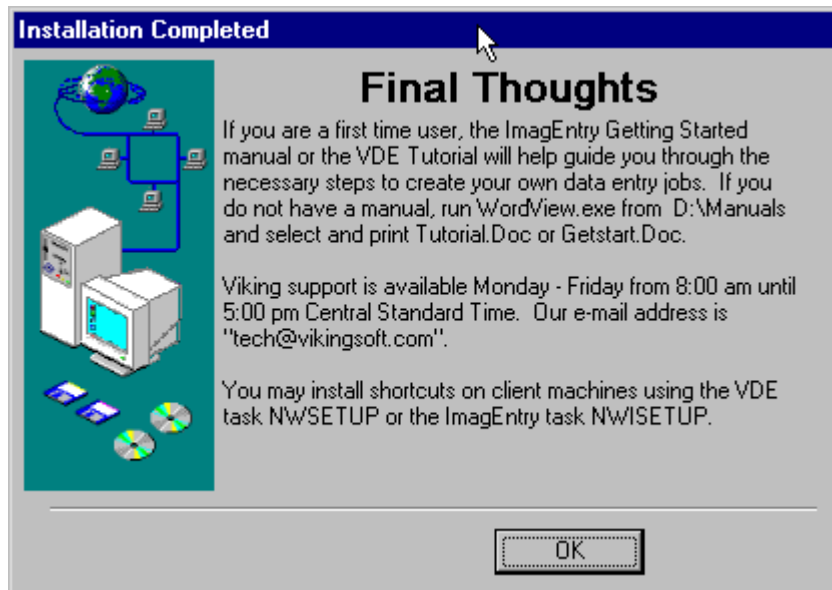 Installation Completed
Final Thoughts
If you are a first time user, the ImagEntry Getting Started
manual or the VDE Tutorial will help guide you through the
necessary steps to create your own data entry jobs.  If you
do not have a manual, run WordView.exe from  D:\Manuals
and select and print Tutorial.Doc or Getstart.Doc.
Viking support is available Monday - Friday from 8:00 am until
5:00 pm Central Standard Time.  Our e-mail address is
"tech@vikingsoft.com".
You may install shortcuts on client machines using the VDE
task NWSETUP or the ImagEntry task NWISETUP.
OK